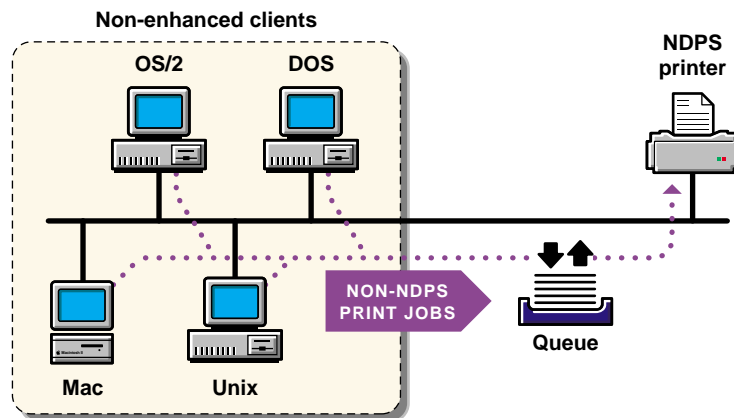 Non-enhanced clients
OS/2
DOS
NDPS
printer
NON-NDPS
PRINT JOBS
Queue
Mac
Unix